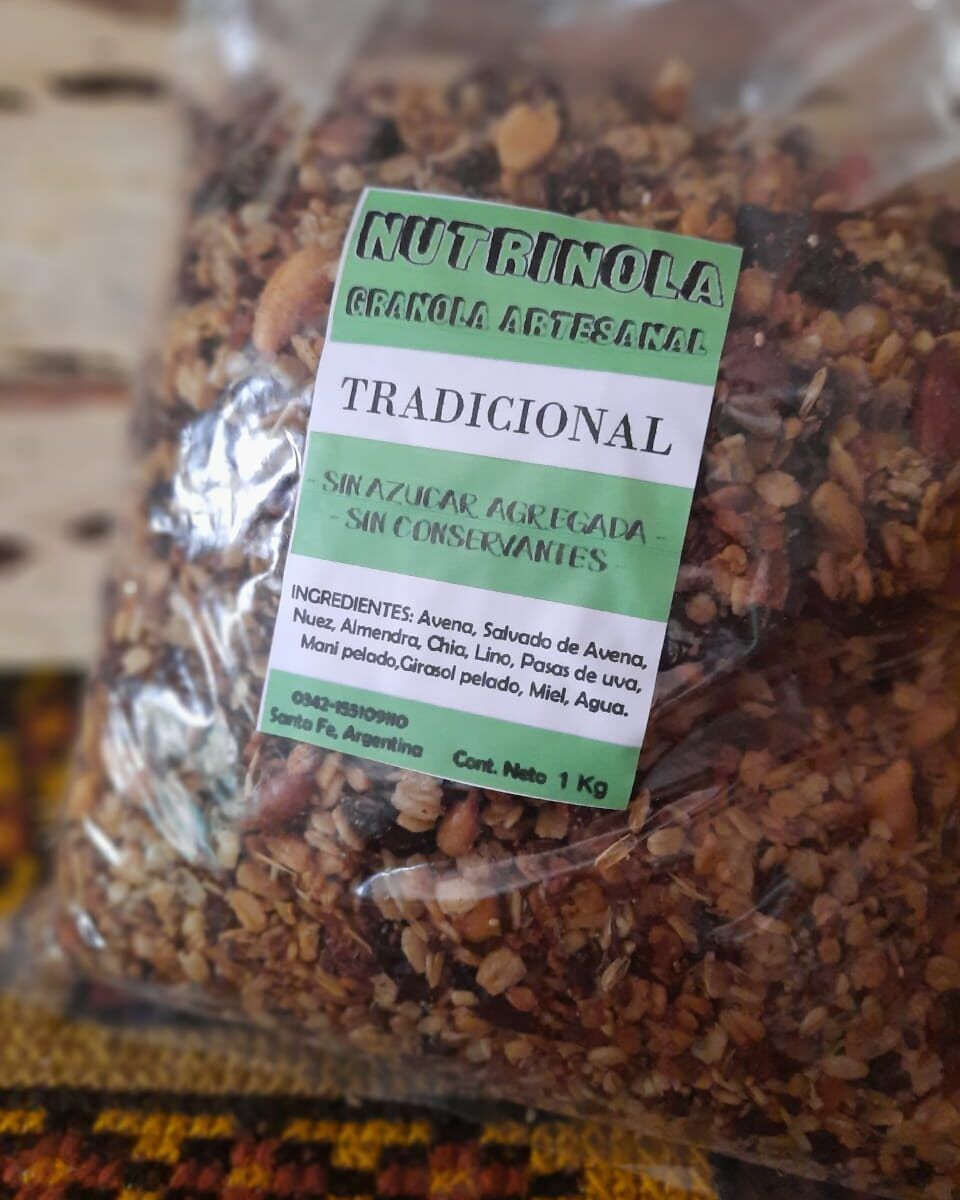 NUTRINOLA
GRANOLA ARTESANAL
TRADICIONAL
- SIN AZUCAR AGREGADA -
- SIN CONSERVANTES -
INGREDIENTES: Avena, Salvado de Avena,
Nuez, Almendra, Chia, Lino, Pasas de uva,
Mani pelado,Girasol pelado, Miel, Agua.
0342-155109110
Santa Fe, Argentina
Cont. Neto 1 Kg